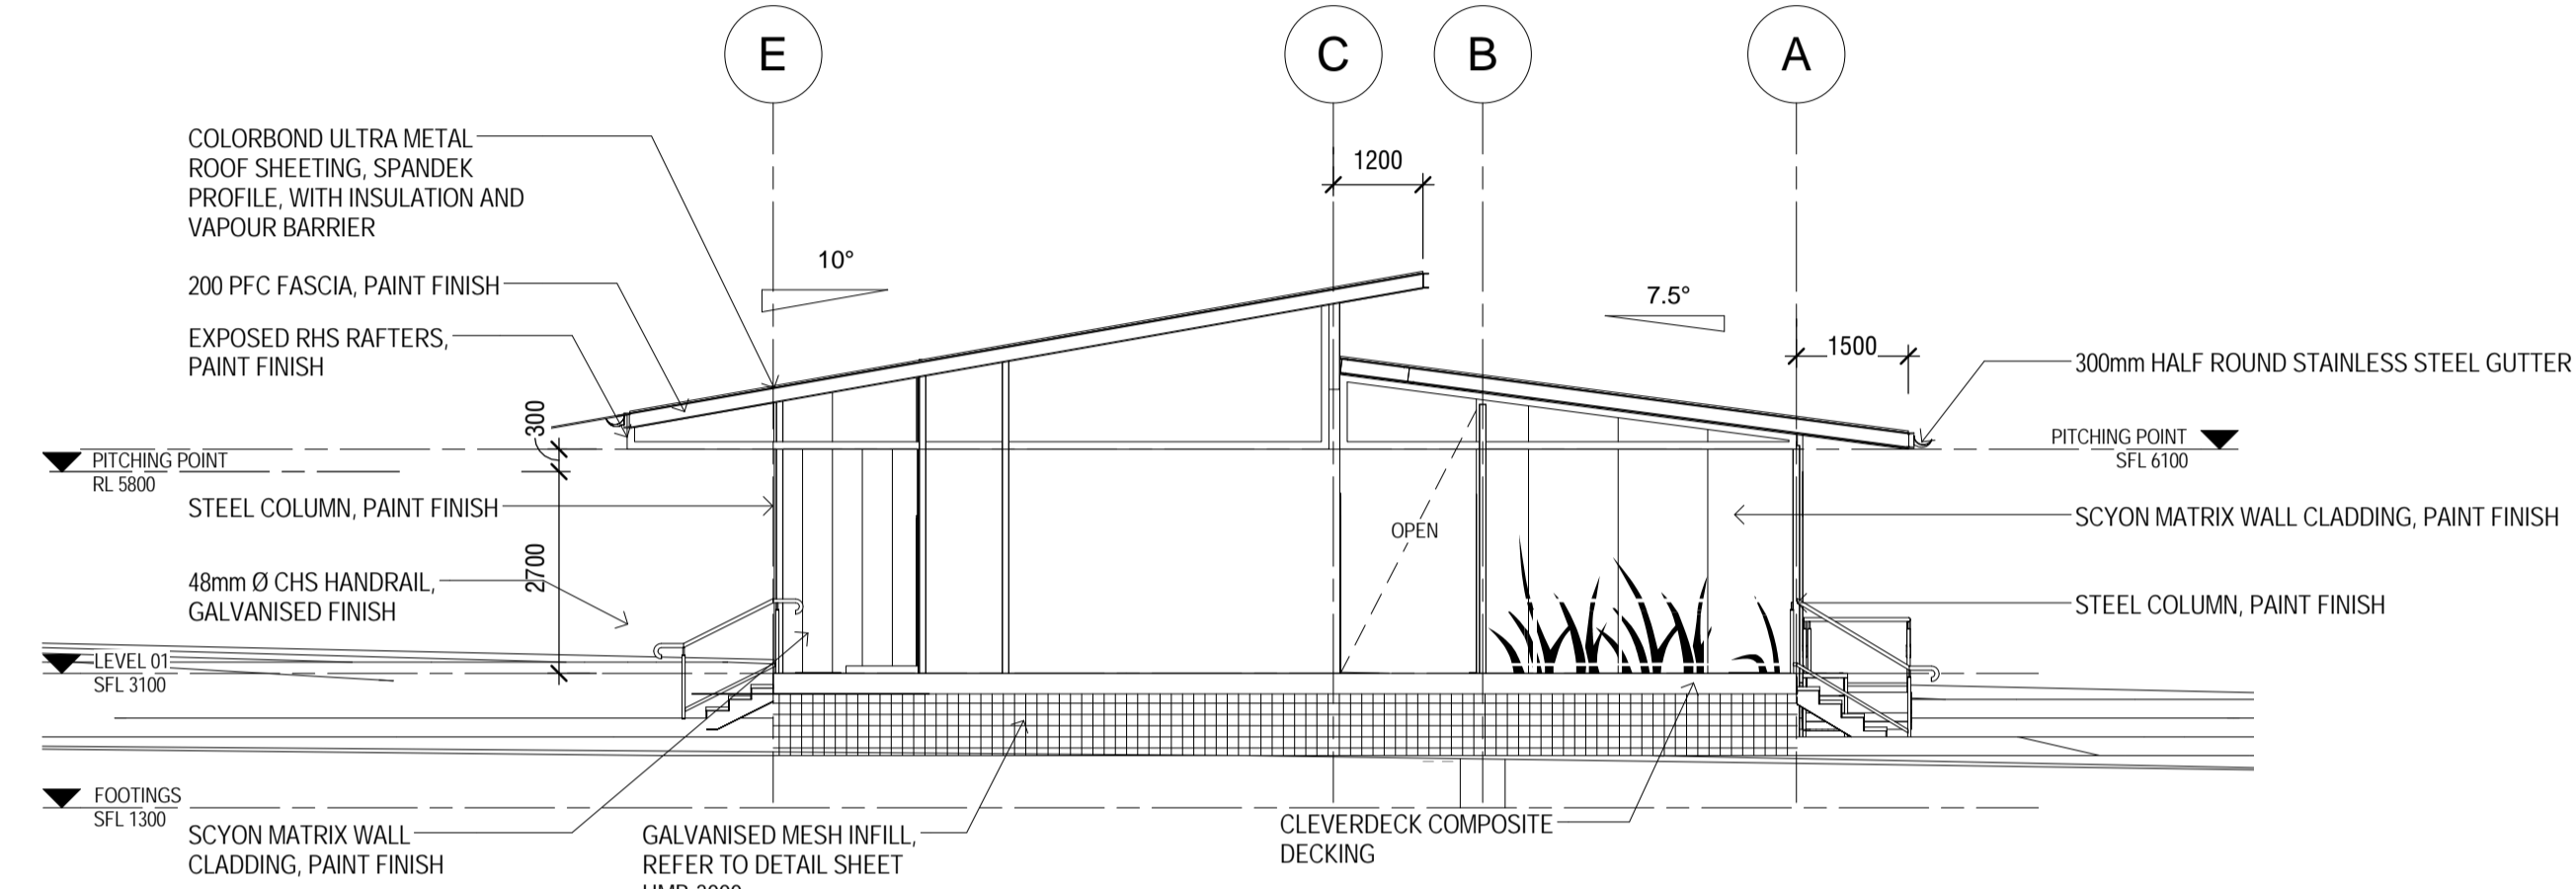 E
C
B
A
COLORBOND ULTRA METAL
ROOF SHEETING, SPANDEK
PROFILE, WITH INSULATION AND
VAPOUR BARRIER
1200
10°
200 PFC FASCIA, PAINT FINISH
7.5°
EXPOSED RHS RAFTERS,
PAINT FINISH
1500
300mm HALF ROUND STAINLESS STEEL GUTTER
300
PITCHING POINT
RL 5800
PITCHING POINT
SFL 6100
STEEL COLUMN, PAINT FINISH
OPEN
SCYON MATRIX WALL CLADDING, PAINT FINISH
2700
48mm Ø CHS HANDRAIL,
GALVANISED FINISH
STEEL COLUMN, PAINT FINISH
LEVEL 01
SFL 3100
FOOTINGS
SFL 1300
SCYON MATRIX WALL
CLADDING, PAINT FINISH
GALVANISED MESH INFILL,
REFER TO DETAIL SHEET
CLEVERDECK COMPOSITE
DECKING